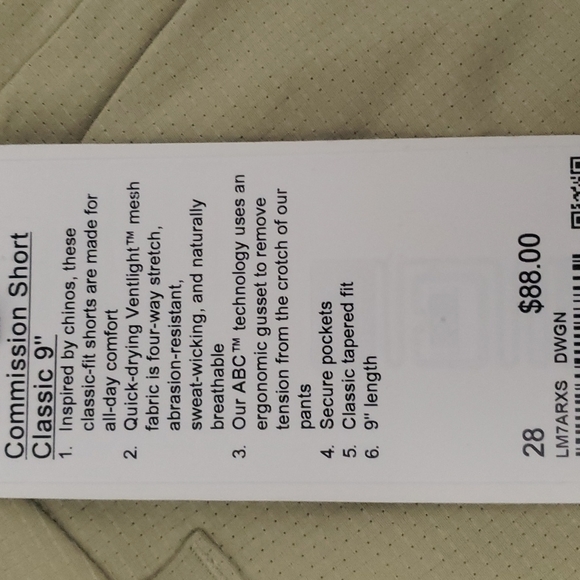 Commission Short
Classic 9"
1. Inspired by chinos, these
classic-fit shorts are made for
all-day comfort
2. Quick-drying Ventlight™ mesh
fabric is four-way stretch,
abrasion-resistant,
sweat-wicking, and naturally
breathable
3. Our ABC™ technology uses an
ergonomic gusset to remove
tension from the crotch of our
pants
4. Secure pockets
5. Classic tapered fit
6. 9" length
28 $88.00
LM7ARXS DWGN